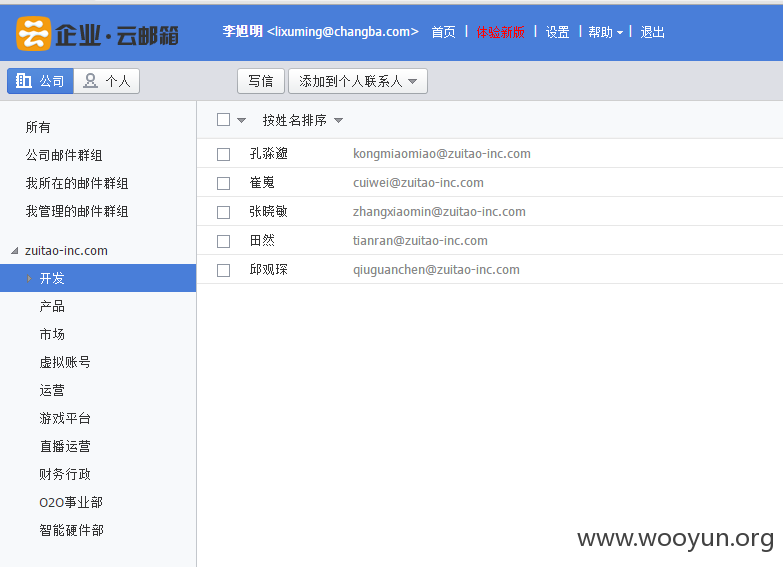 企业·云邮箱 李旭明 <lixuming@changba.com> 首页 | 体验新版 | 设置 | 帮助 | 退出
公司 个人 写信 添加到个人联系人
按姓名排序
所有
公司邮件群组
我所在的邮件群组
我管理的邮件群组
zuitao-inc.com
开发
产品
市场
虚拟账号
运营
游戏平台
直播运营
财务行政
O2O事业部
智能硬件部
孔淼邈 kongmiaomiao@zuitao-inc.com
崔嵬 cuiwei@zuitao-inc.com
张晓敏 zhangxiaomin@zuitao-inc.com
田然 tianran@zuitao-inc.com
邱观琛 qiuguanchen@zuitao-inc.com
www.wooyun.org